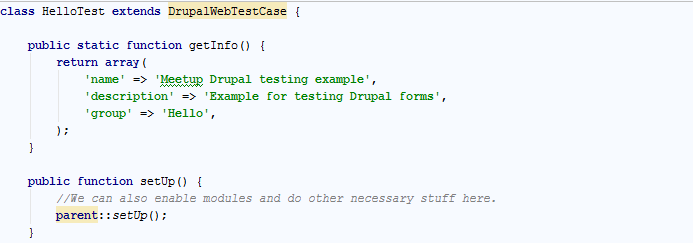 class HelloTest extends DrupalWebTestCase {
public static function getInfo() {
return array(
'name' => 'Meetup Drupal testing example',
'description' => 'Example for testing Drupal forms',
'group' => 'Hello',
);
}
public function setUp() {
//We can also enable modules and do other necessary stuff here.
parent::setUp();
}